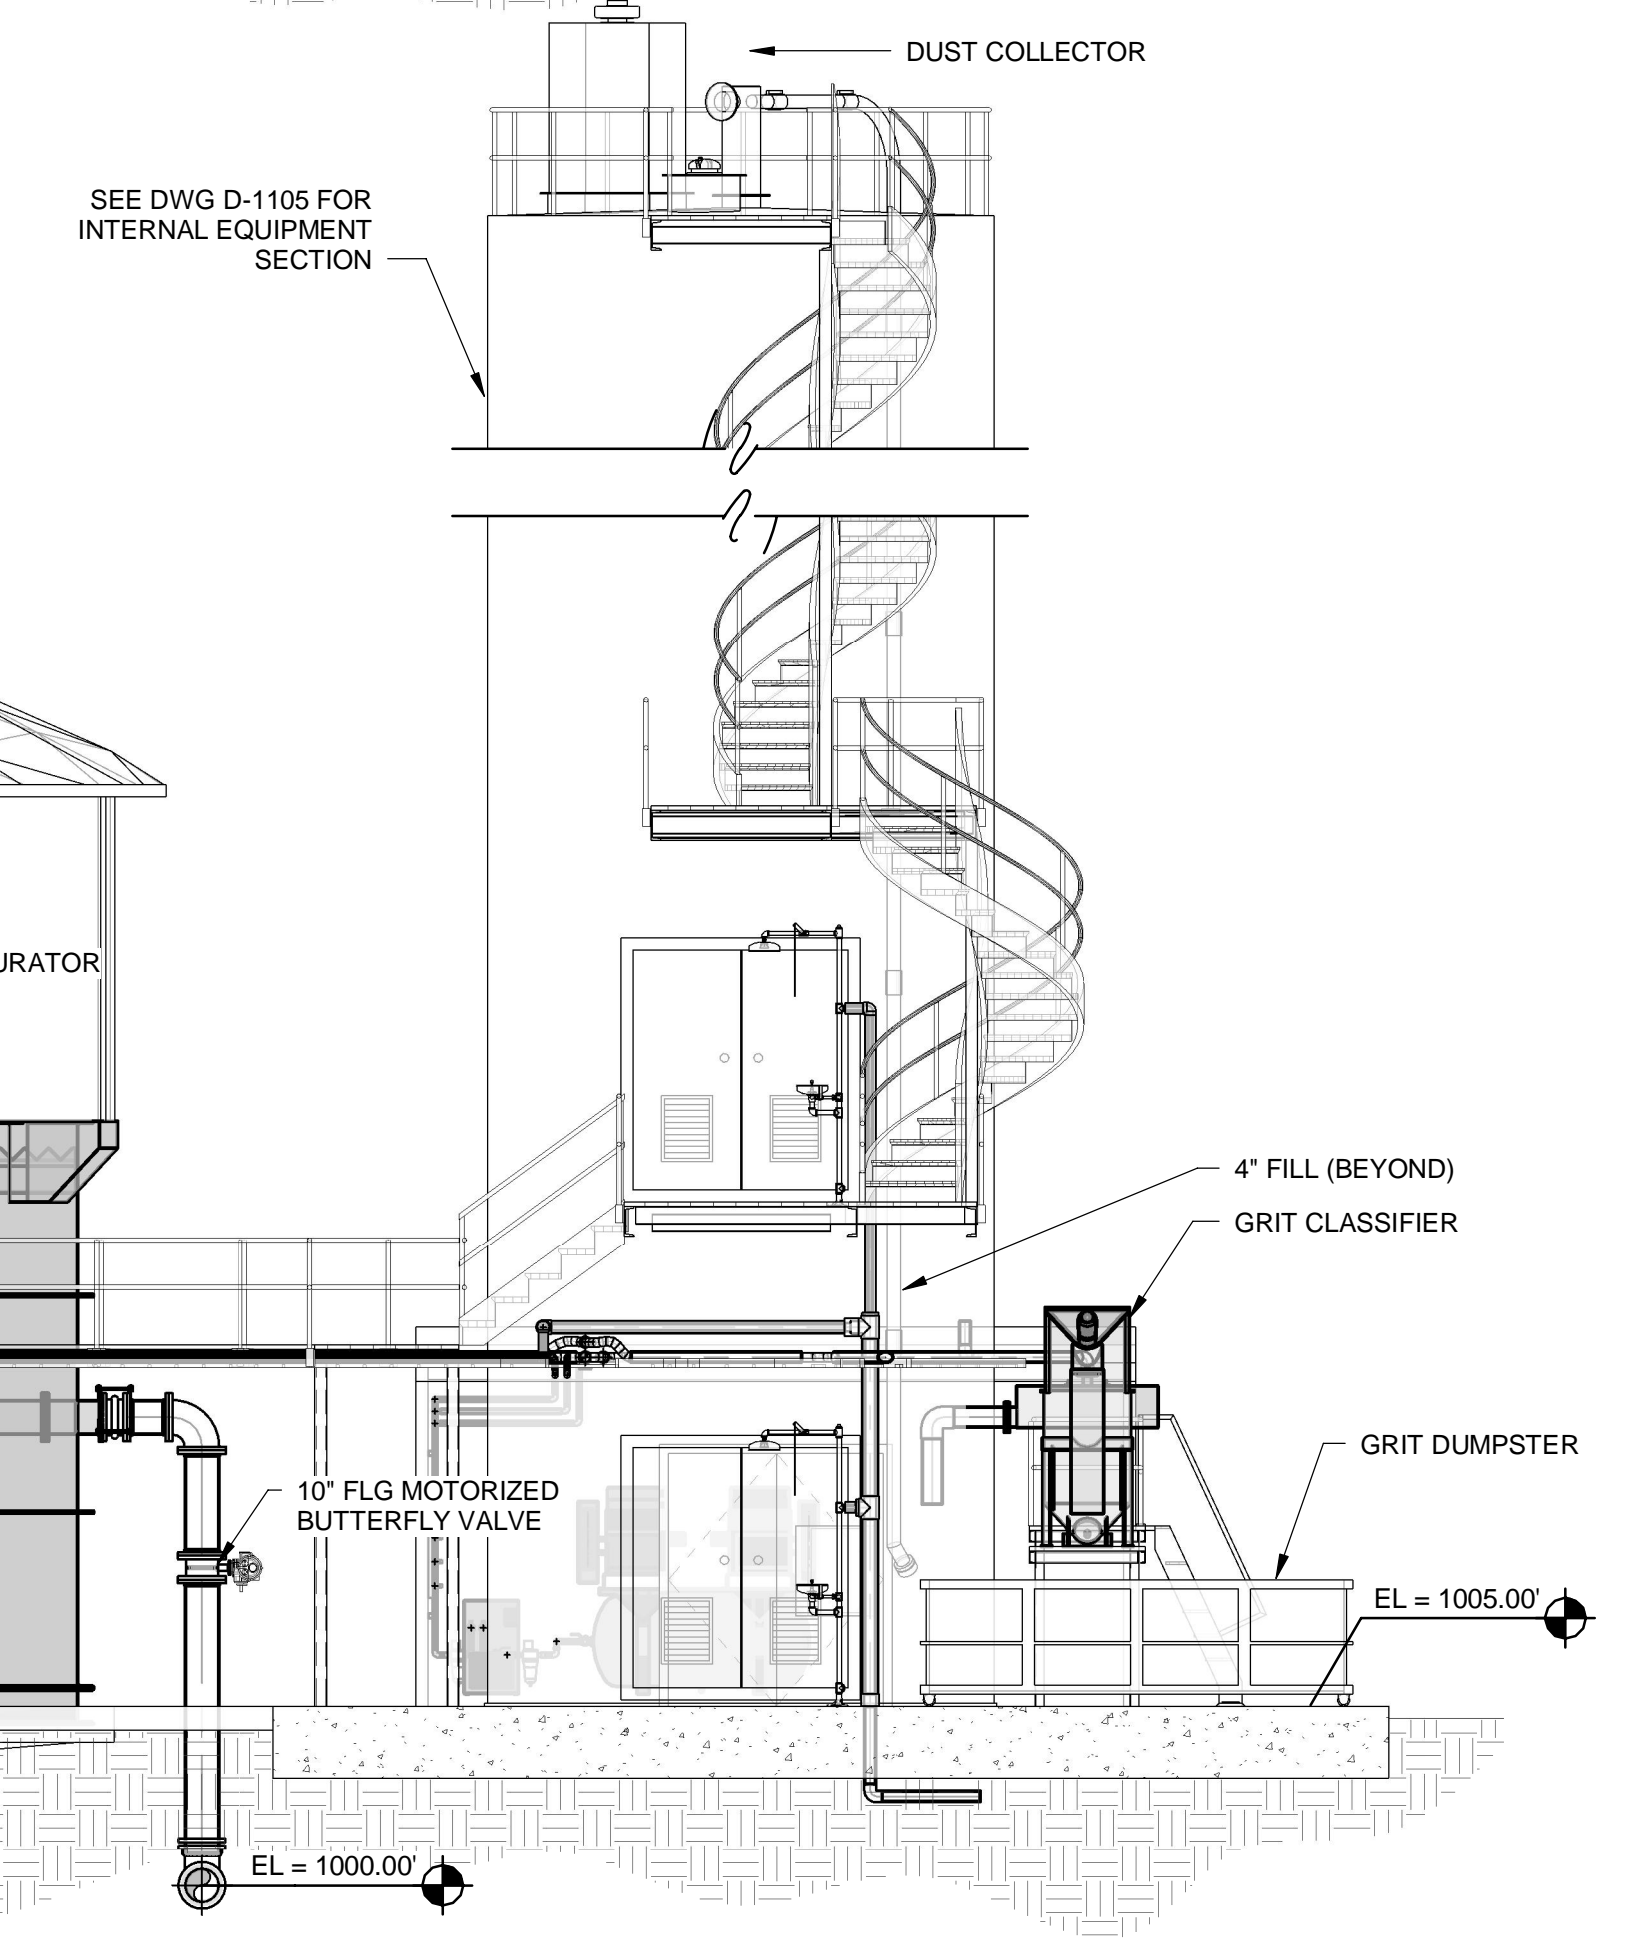 DUST COLLECTOR
SEE DWG D-1105 FOR
INTERNAL EQUIPMENT
SECTION
URATOR
4" FILL (BEYOND)
GRIT CLASSIFIER
GRIT DUMPSTER
10" FLG MOTORIZED
BUTTERFLY VALVE
EL = 1005.00'
EL = 1000.00'